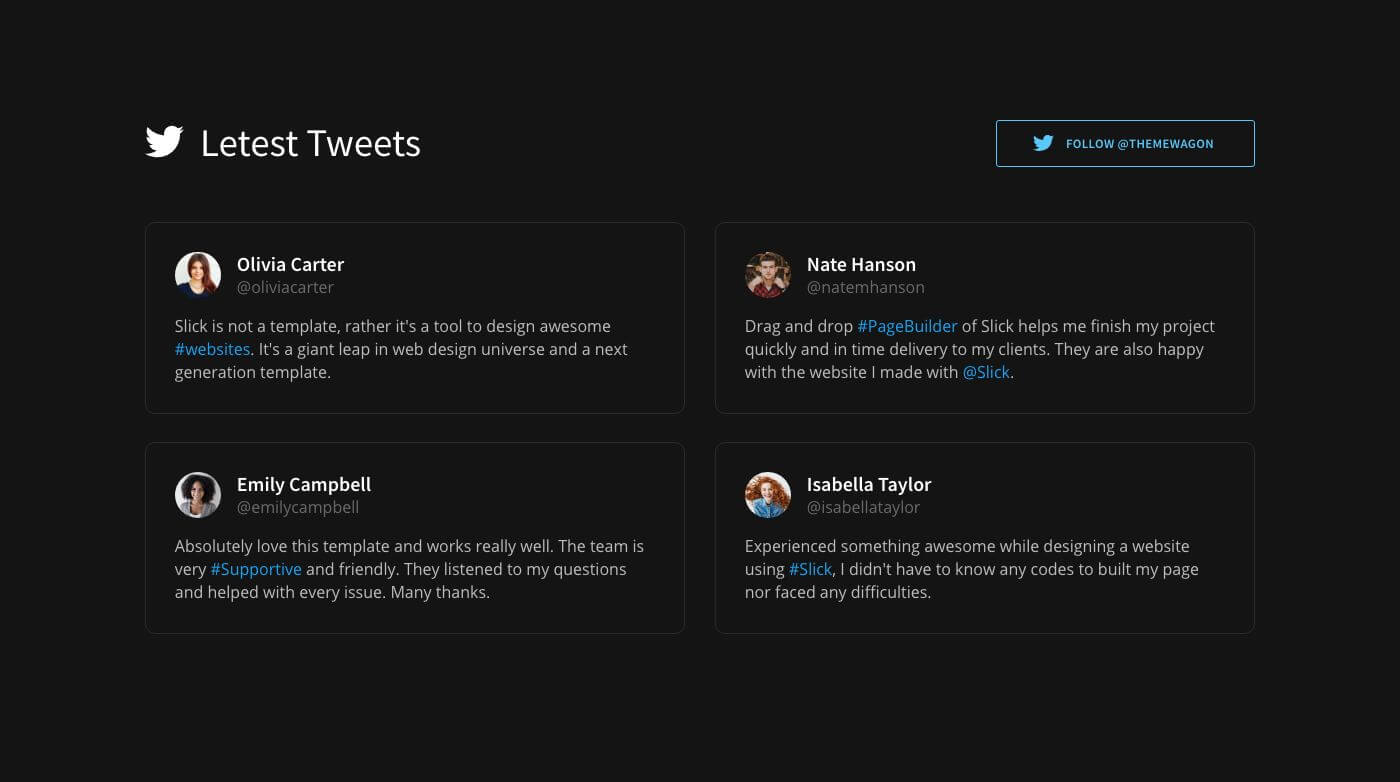 Letest Tweets
FOLLOW @THEMEWAGON
Olivia Carter
@oliviacarter
Slick is not a template, rather it's a tool to design awesome
#websites. It's a giant leap in web design universe and a next
generation template.
Nate Hanson
@natemhanson
Drag and drop #PageBuilder of Slick helps me finish my project
quickly and in time delivery to my clients. They are also happy
with the website I made with @Slick.
Emily Campbell
@emilycampbell
Absolutely love this template and works really well. The team is
very #Supportive and friendly. They listened to my questions
and helped with every issue. Many thanks.
Isabella Taylor
@isabellataylor
Experienced something awesome while designing a website
using #Slick, I didn't have to know any codes to built my page
nor faced any difficulties.